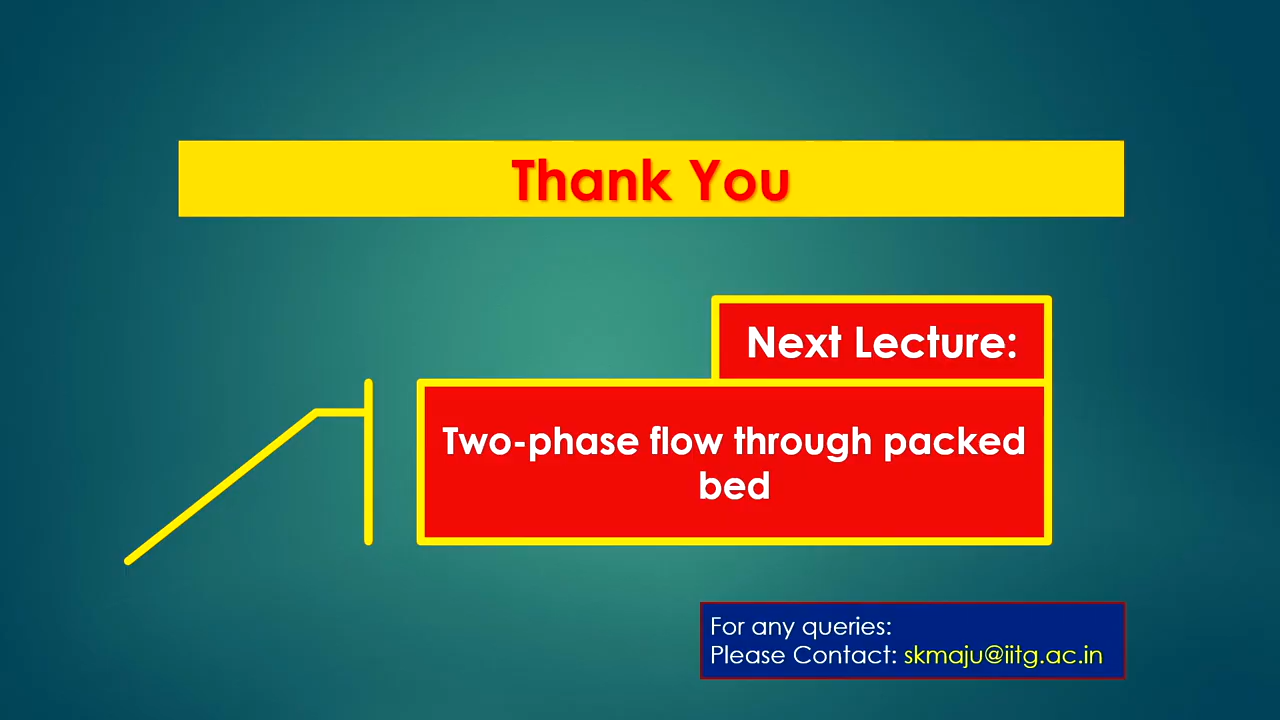 Thank You
Next Lecture:
Two-phase flow through packed
bed
For any queries:
Please Contact: skmaju@iitg.ac.in